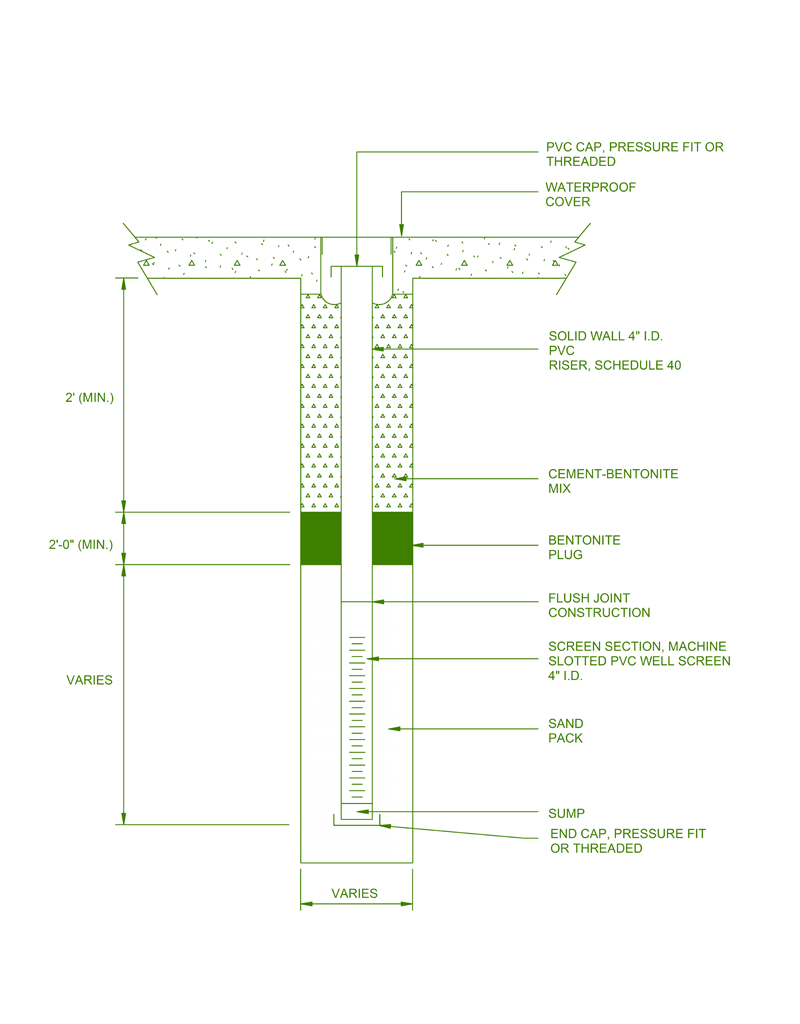 PVC CAP, PRESSURE FIT OR
THREADED
WATERPROOF
COVER
SOLID WALL 4" I.D.
PVC
RISER, SCHEDULE 40
2' (MIN.)
CEMENT-BENTONITE
MIX
2'-0" (MIN.)
BENTONITE
PLUG
FLUSH JOINT
CONSTRUCTION
SCREEN SECTION, MACHINE
SLOTTED PVC WELL SCREEN
4" I.D.
VARIES
SAND
PACK
SUMP
END CAP, PRESSURE FIT
OR THREADED
VARIES